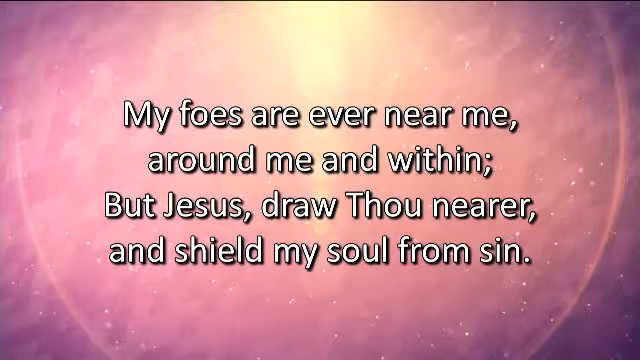 My foes are ever near me,
around me and within;
But Jesus, draw Thou nearer,
and shield my soul from sin.